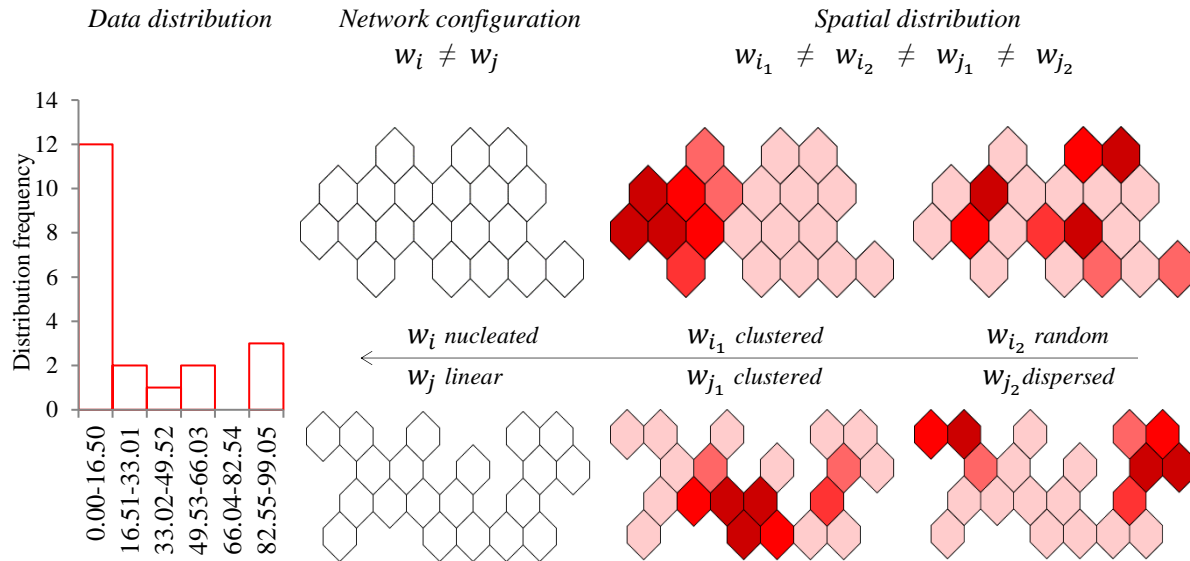 Data distribution
Network configuration
Spatial distribution
w_i ≠ w_j
w_{i_1} ≠ w_{i_2} ≠ w_{j_1} ≠ w_{j_2}
Distribution frequency
14
12
10
8
6
4
2
0
0.00-16.50
16.51-33.01
33.02-49.52
49.53-66.03
66.04-82.54
82.55-99.05
w_i nucleated
w_{i_1} clustered
w_{i_2} random
w_j linear
w_{j_1} clustered
w_{j_2} dispersed